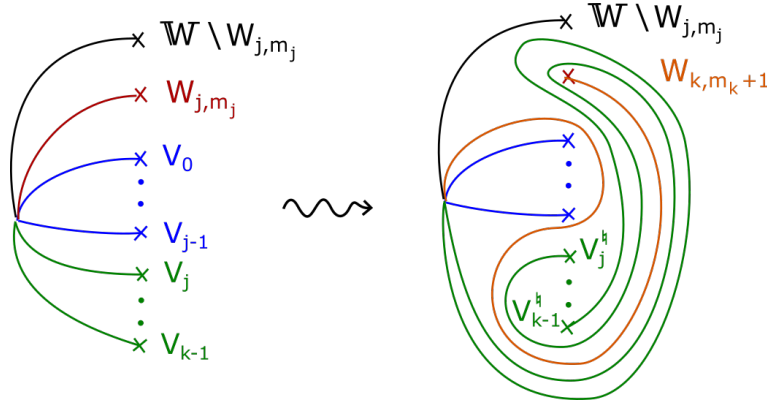 𝕎 \ W_{j,m_j}
W_{j,m_j}
V_0
V_{j-1}
V_j
V_{k-1}
𝕎 \ W_{j,m_j}
W_{k,m_k+1}
V_j^♮
V_{k-1}^♮